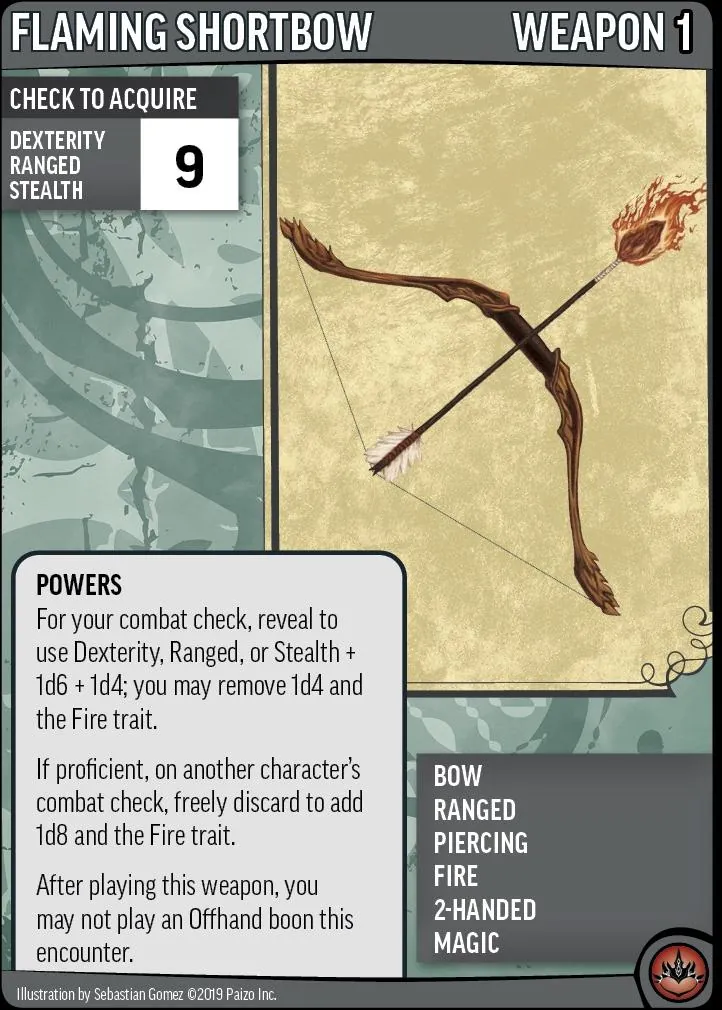 FLAMING SHORTBOW WEAPON 1
CHECK TO ACQUIRE
DEXTERITY
RANGED
STEALTH
9
POWERS
For your combat check, reveal to
use Dexterity, Ranged, or Stealth +
1d6 + 1d4; you may remove 1d4 and
the Fire trait.
If proficient, on another character's
combat check, freely discard to add
1d8 and the Fire trait.
After playing this weapon, you
may not play an Offhand boon this
encounter.
BOW
RANGED
PIERCING
FIRE
2-HANDED
MAGIC
Illustration by Sebastian Gomez ©2019 Paizo Inc.